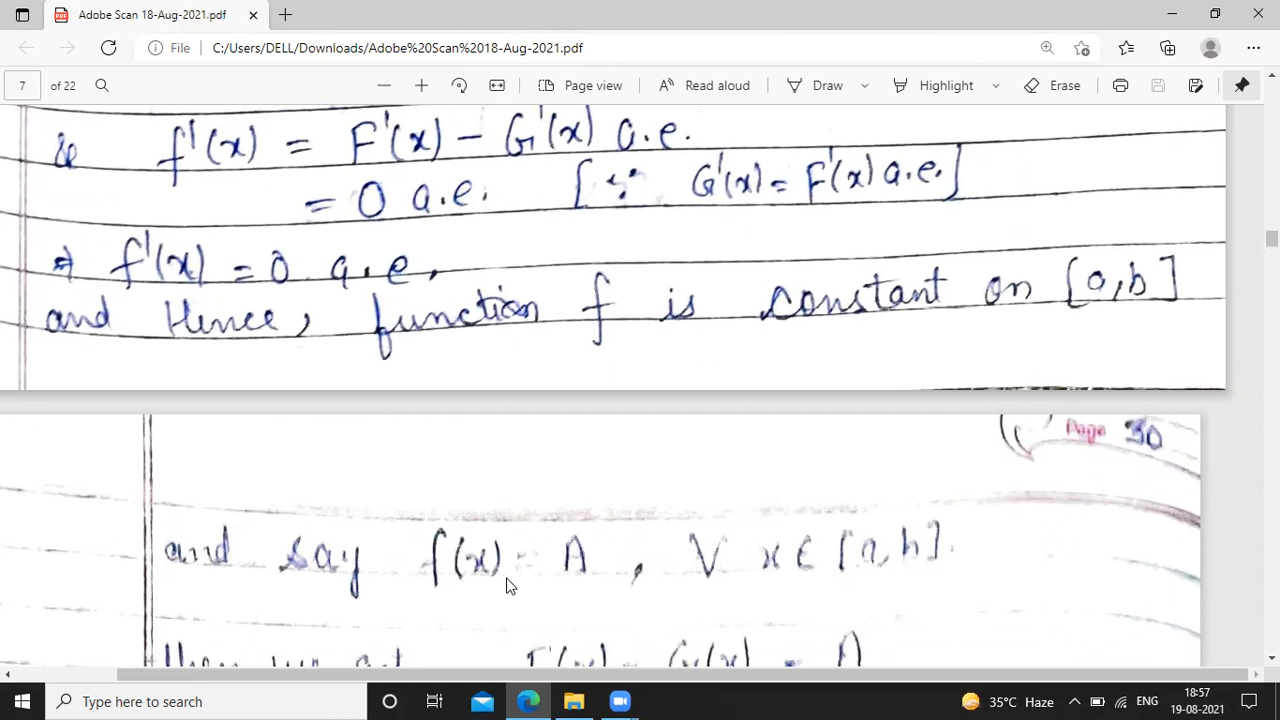 Adobe Scan 18-Aug-2021.pdf
File C:/Users/DELL/Downloads/Adobe%20Scan%2018-Aug-2021.pdf
7 of 22 Page view Read aloud Draw Highlight Erase
ie f'(x) = F'(x) - G'(x) a.e.
= 0 a.e. [∵ G'(x) = F'(x) a.e.]
⇒ f'(x) = 0 a.e.
and Hence, function f is constant on [a,b]
Page 30
and say f(x) = A, ∀ x ∈ [a,b].
Type here to search
35°C Haze ENG 18:57
19-08-2021